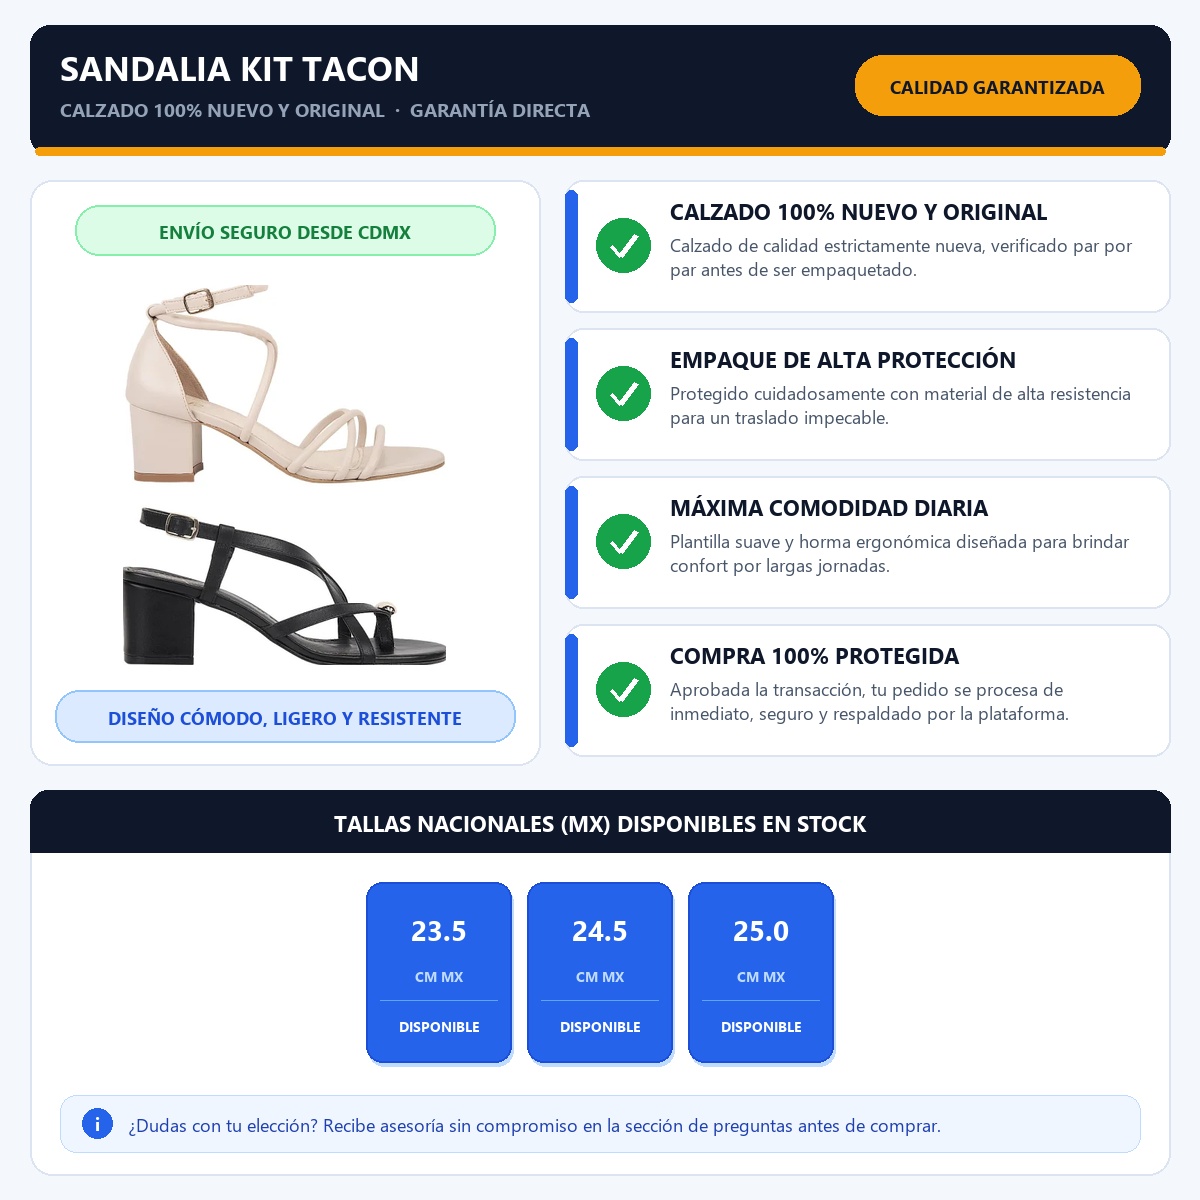 SANDALIA KIT TACON
CALZADO 100% NUEVO Y ORIGINAL · GARANTÍA DIRECTA
CALIDAD GARANTIZADA
ENVÍO SEGURO DESDE CDMX
DISEÑO CÓMODO, LIGERO Y RESISTENTE
CALZADO 100% NUEVO Y ORIGINAL
Calzado de calidad estrictamente nueva, verificado par por
par antes de ser empaquetado.
EMPAQUE DE ALTA PROTECCIÓN
Protegido cuidadosamente con material de alta resistencia
para un traslado impecable.
MÁXIMA COMODIDAD DIARIA
Plantilla suave y horma ergonómica diseñada para brindar
confort por largas jornadas.
COMPRA 100% PROTEGIDA
Aprobada la transacción, tu pedido se procesa de
inmediato, seguro y respaldado por la plataforma.
TALLAS NACIONALES (MX) DISPONIBLES EN STOCK
23.5
CM MX
DISPONIBLE
24.5
CM MX
DISPONIBLE
25.0
CM MX
DISPONIBLE
¿Dudas con tu elección? Recibe asesoría sin compromiso en la sección de preguntas antes de comprar.